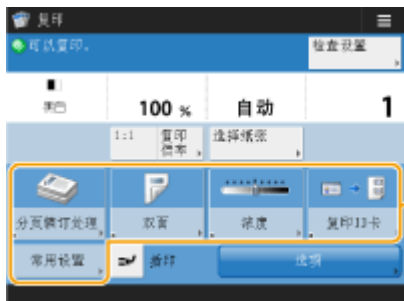 复印
可以复印。
检查设置
黑白
100 %
自动
1
1:1
复印倍率
选择纸张
分页装订处理
双面
浓度
复印ID卡
常用设置
插印
选项